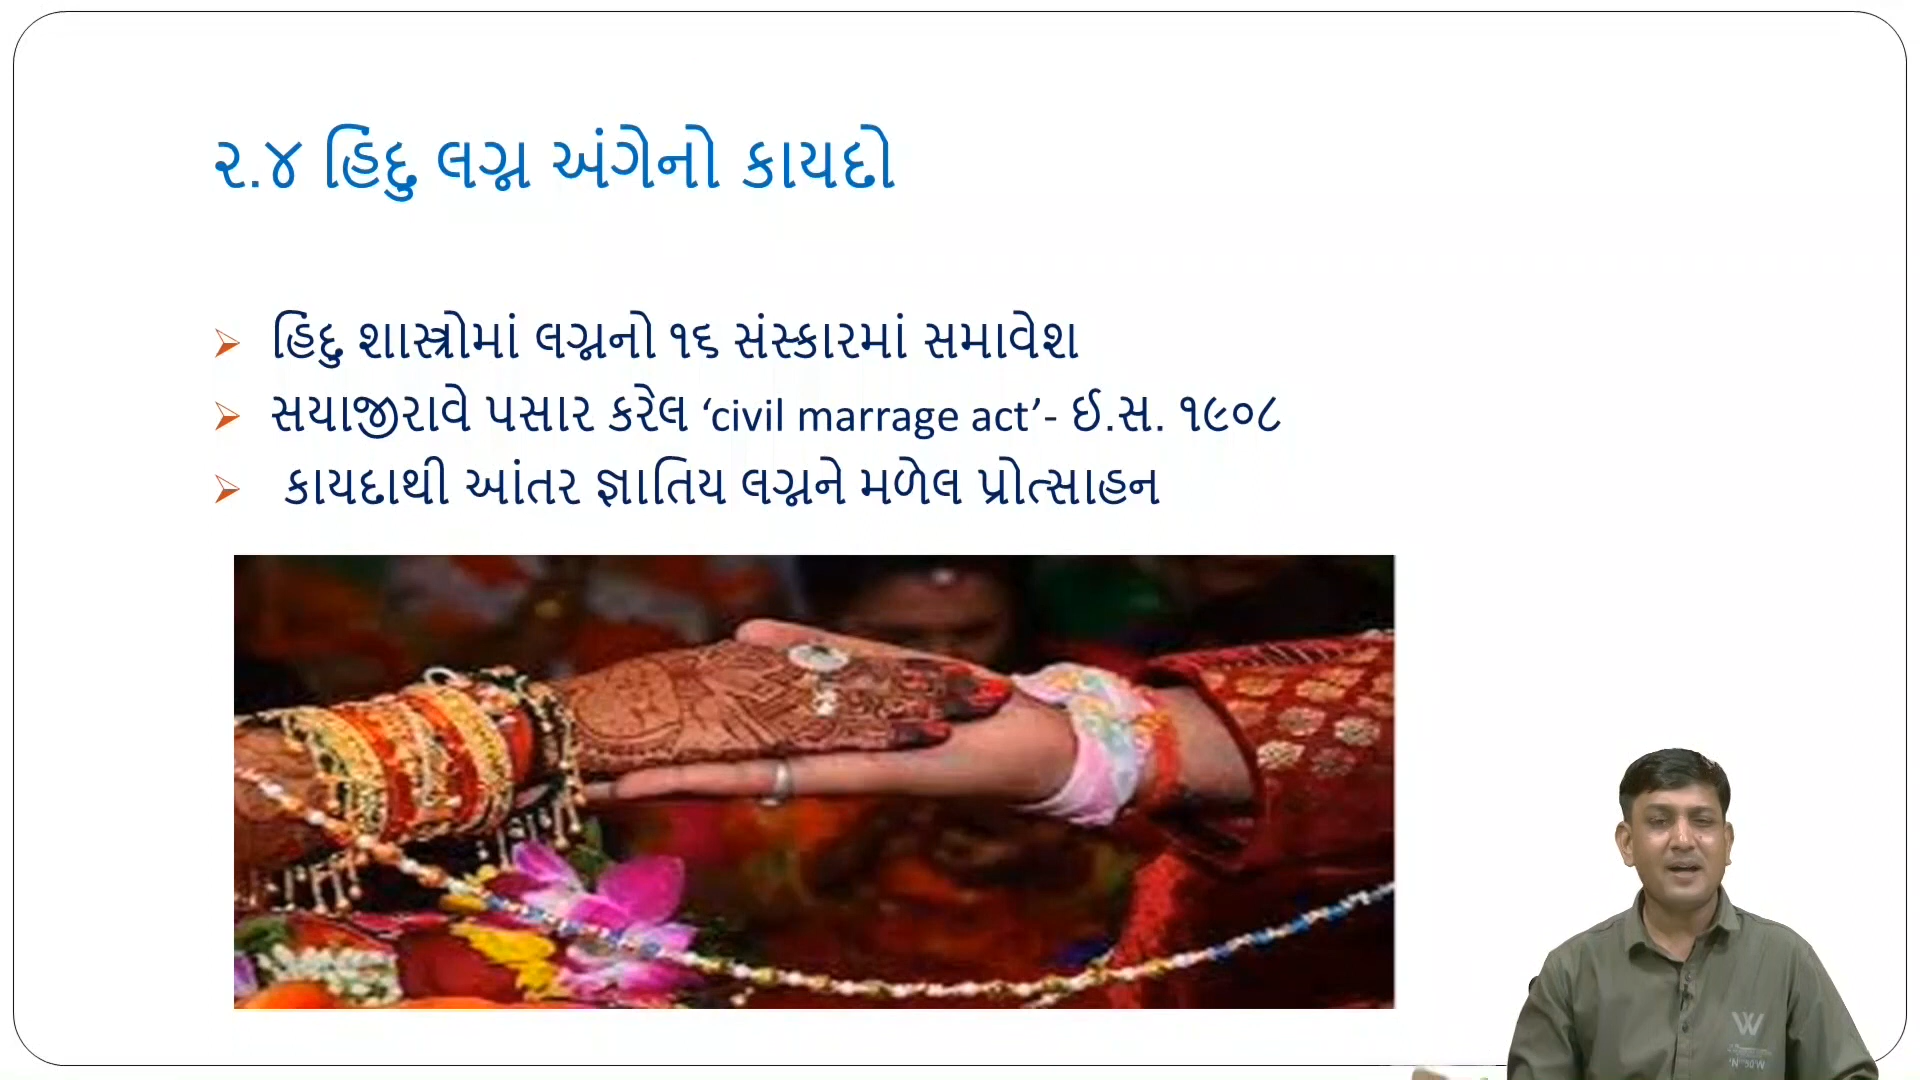 ૨.૪ હિંદુ લગ્ન અંગેનો કાયદો
હિંદુ શાસ્ત્રોમાં લગ્નનો ૧૬ સંસ્કારમાં સમાવેશ
સયાજીરાવે પસાર કરેલ ‘civil marrage act’- ઈ.સ. ૧૯૦૮
કાયદાથી આંતર જ્ઞાતિય લગ્નને મળેલ પ્રોત્સાહન
W